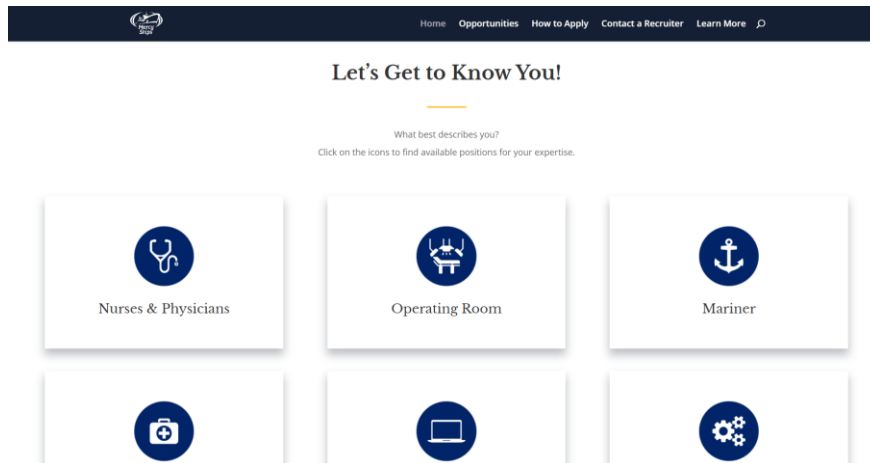 Mercy
Ships
Home Opportunities How to Apply Contact a Recruiter Learn More
Let's Get to Know You!
What best describes you?
Click on the icons to find available positions for your expertise.
Nurses & Physicians Operating Room Mariner